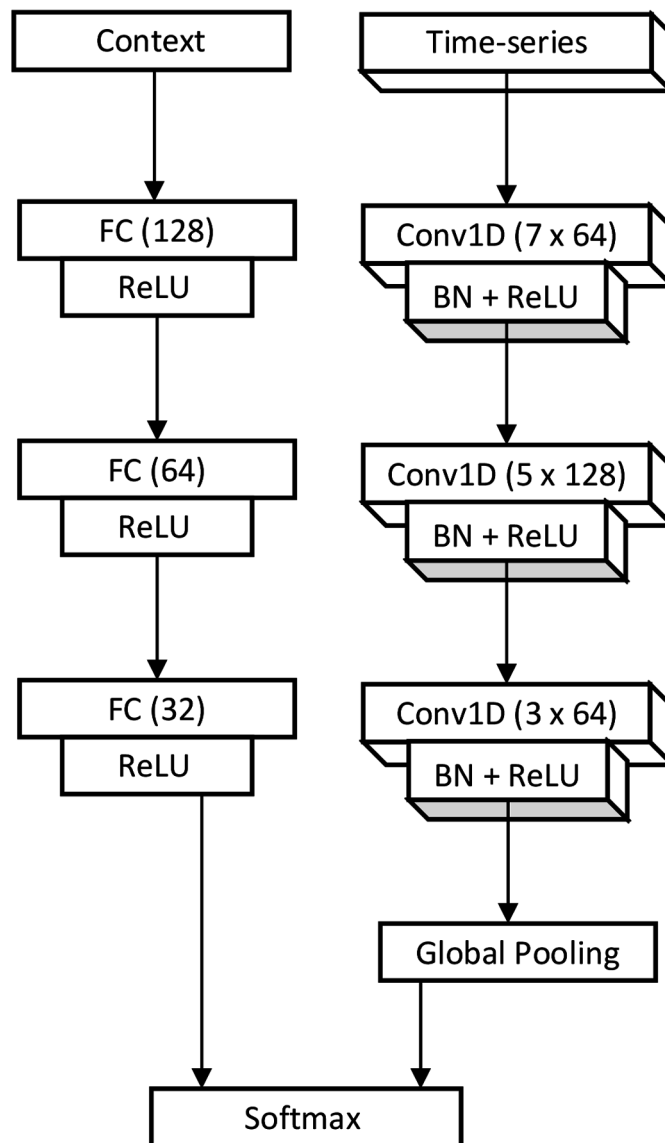 Context
Time-series
FC (128)
ReLU
Conv1D (7 x 64)
BN + ReLU
FC (64)
ReLU
Conv1D (5 x 128)
BN + ReLU
FC (32)
ReLU
Conv1D (3 x 64)
BN + ReLU
Global Pooling
Softmax